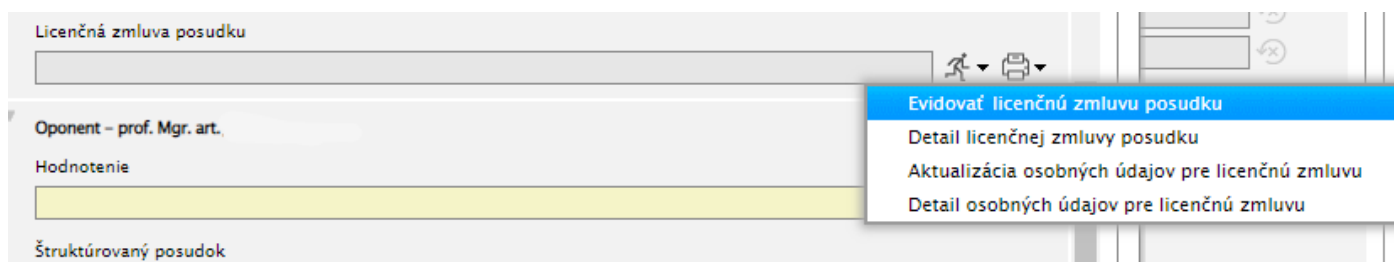 Licenčná zmluva posudku
Evidovať licenčnú zmluvu posudku
Detail licenčnej zmluvy posudku
Aktualizácia osobných údajov pre licenčnú zmluvu
Detail osobných údajov pre licenčnú zmluvu
Oponent – prof. Mgr. art.
Hodnotenie
Štruktúrovaný posudok